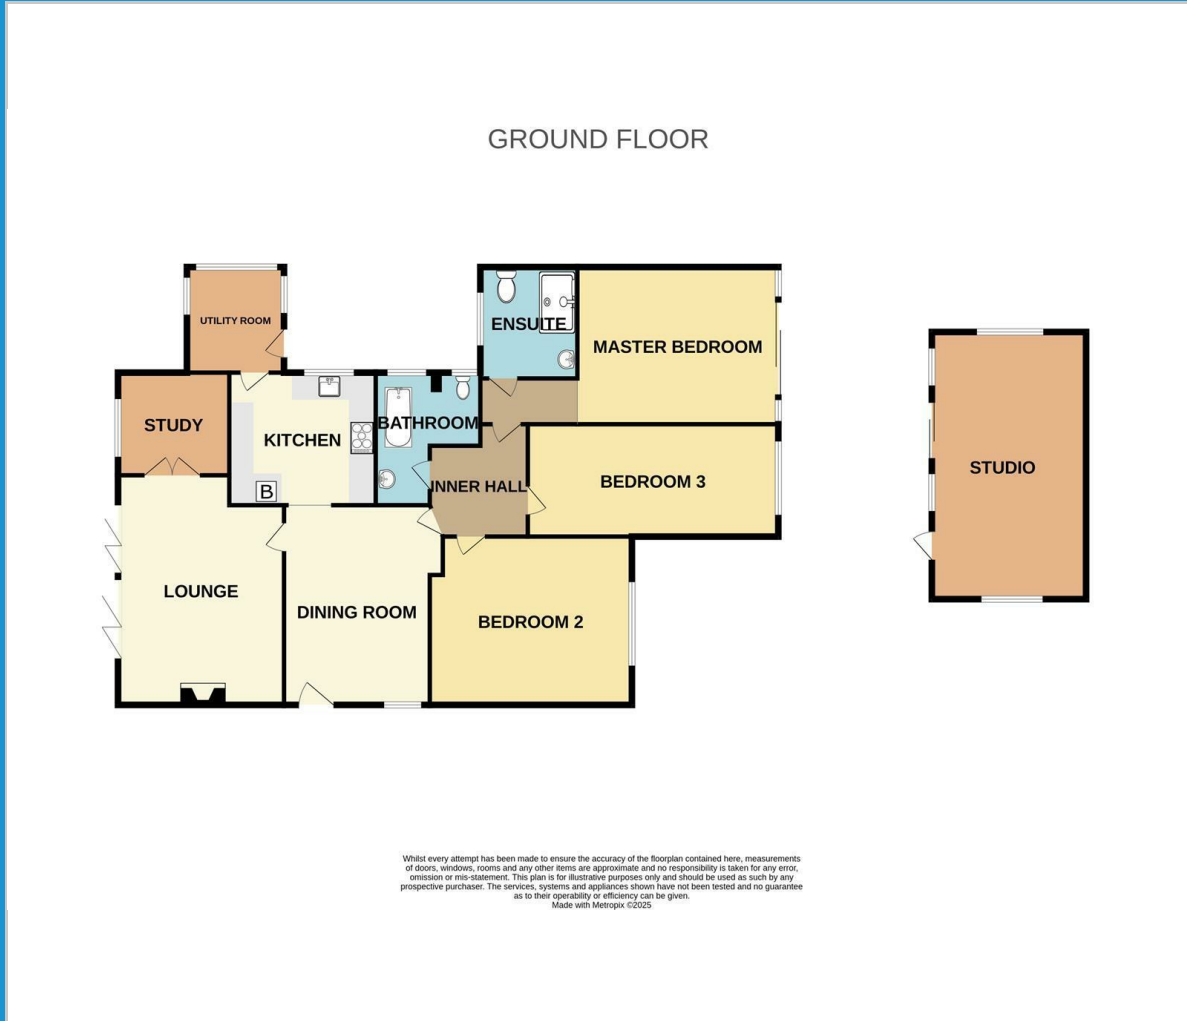 GROUND FLOOR
UTILITY ROOM
ENSUITE
MASTER BEDROOM
STUDY
KITCHEN
BATHROOM
B
INNER HALL
BEDROOM 3
STUDIO
LOUNGE
DINING ROOM
BEDROOM 2
Whilst every attempt has been made to ensure the accuracy of the floorplan contained here, measurements
of doors, windows, rooms and any other items are approximate and no responsibility is taken for any error,
omission or mis-statement. This plan is for illustrative purposes only and should be used as such by any
prospective purchaser. The services, systems and appliances shown have not been tested and no guarantee
as to their operability or efficiency can be given.
Made with Metropix ©2025